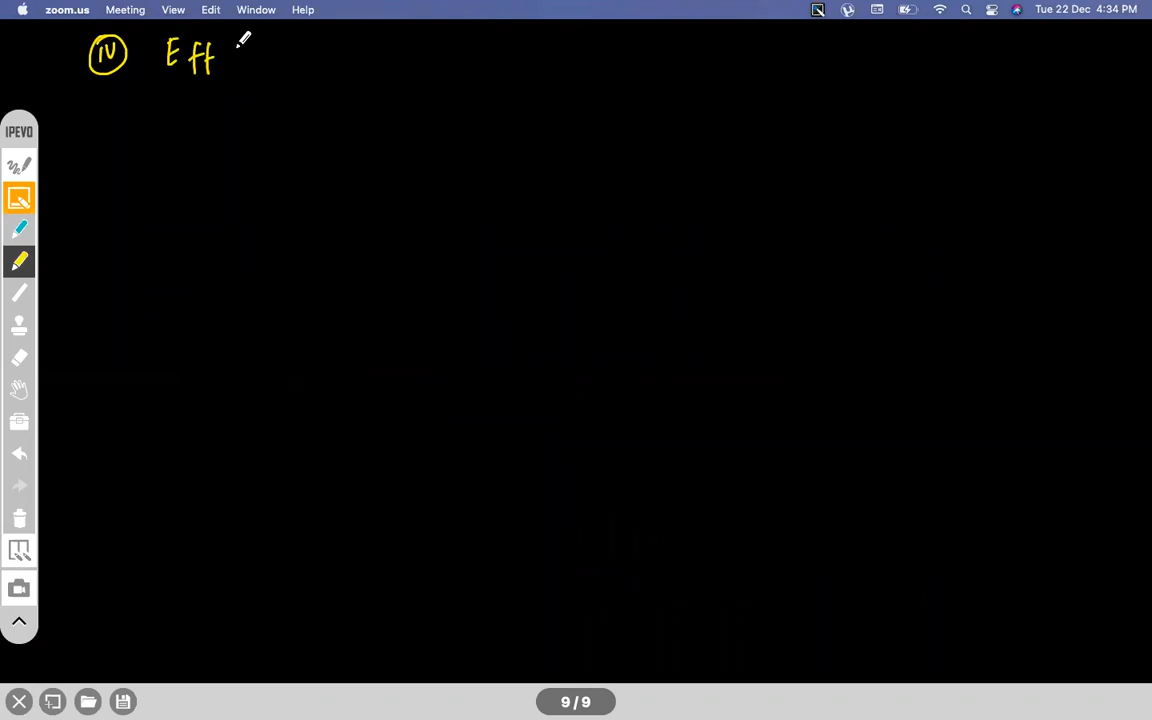 zoom.us Meeting View Edit Window Help Tue 22 Dec 4:34 PM
IV Eff
IPEVO
9 / 9